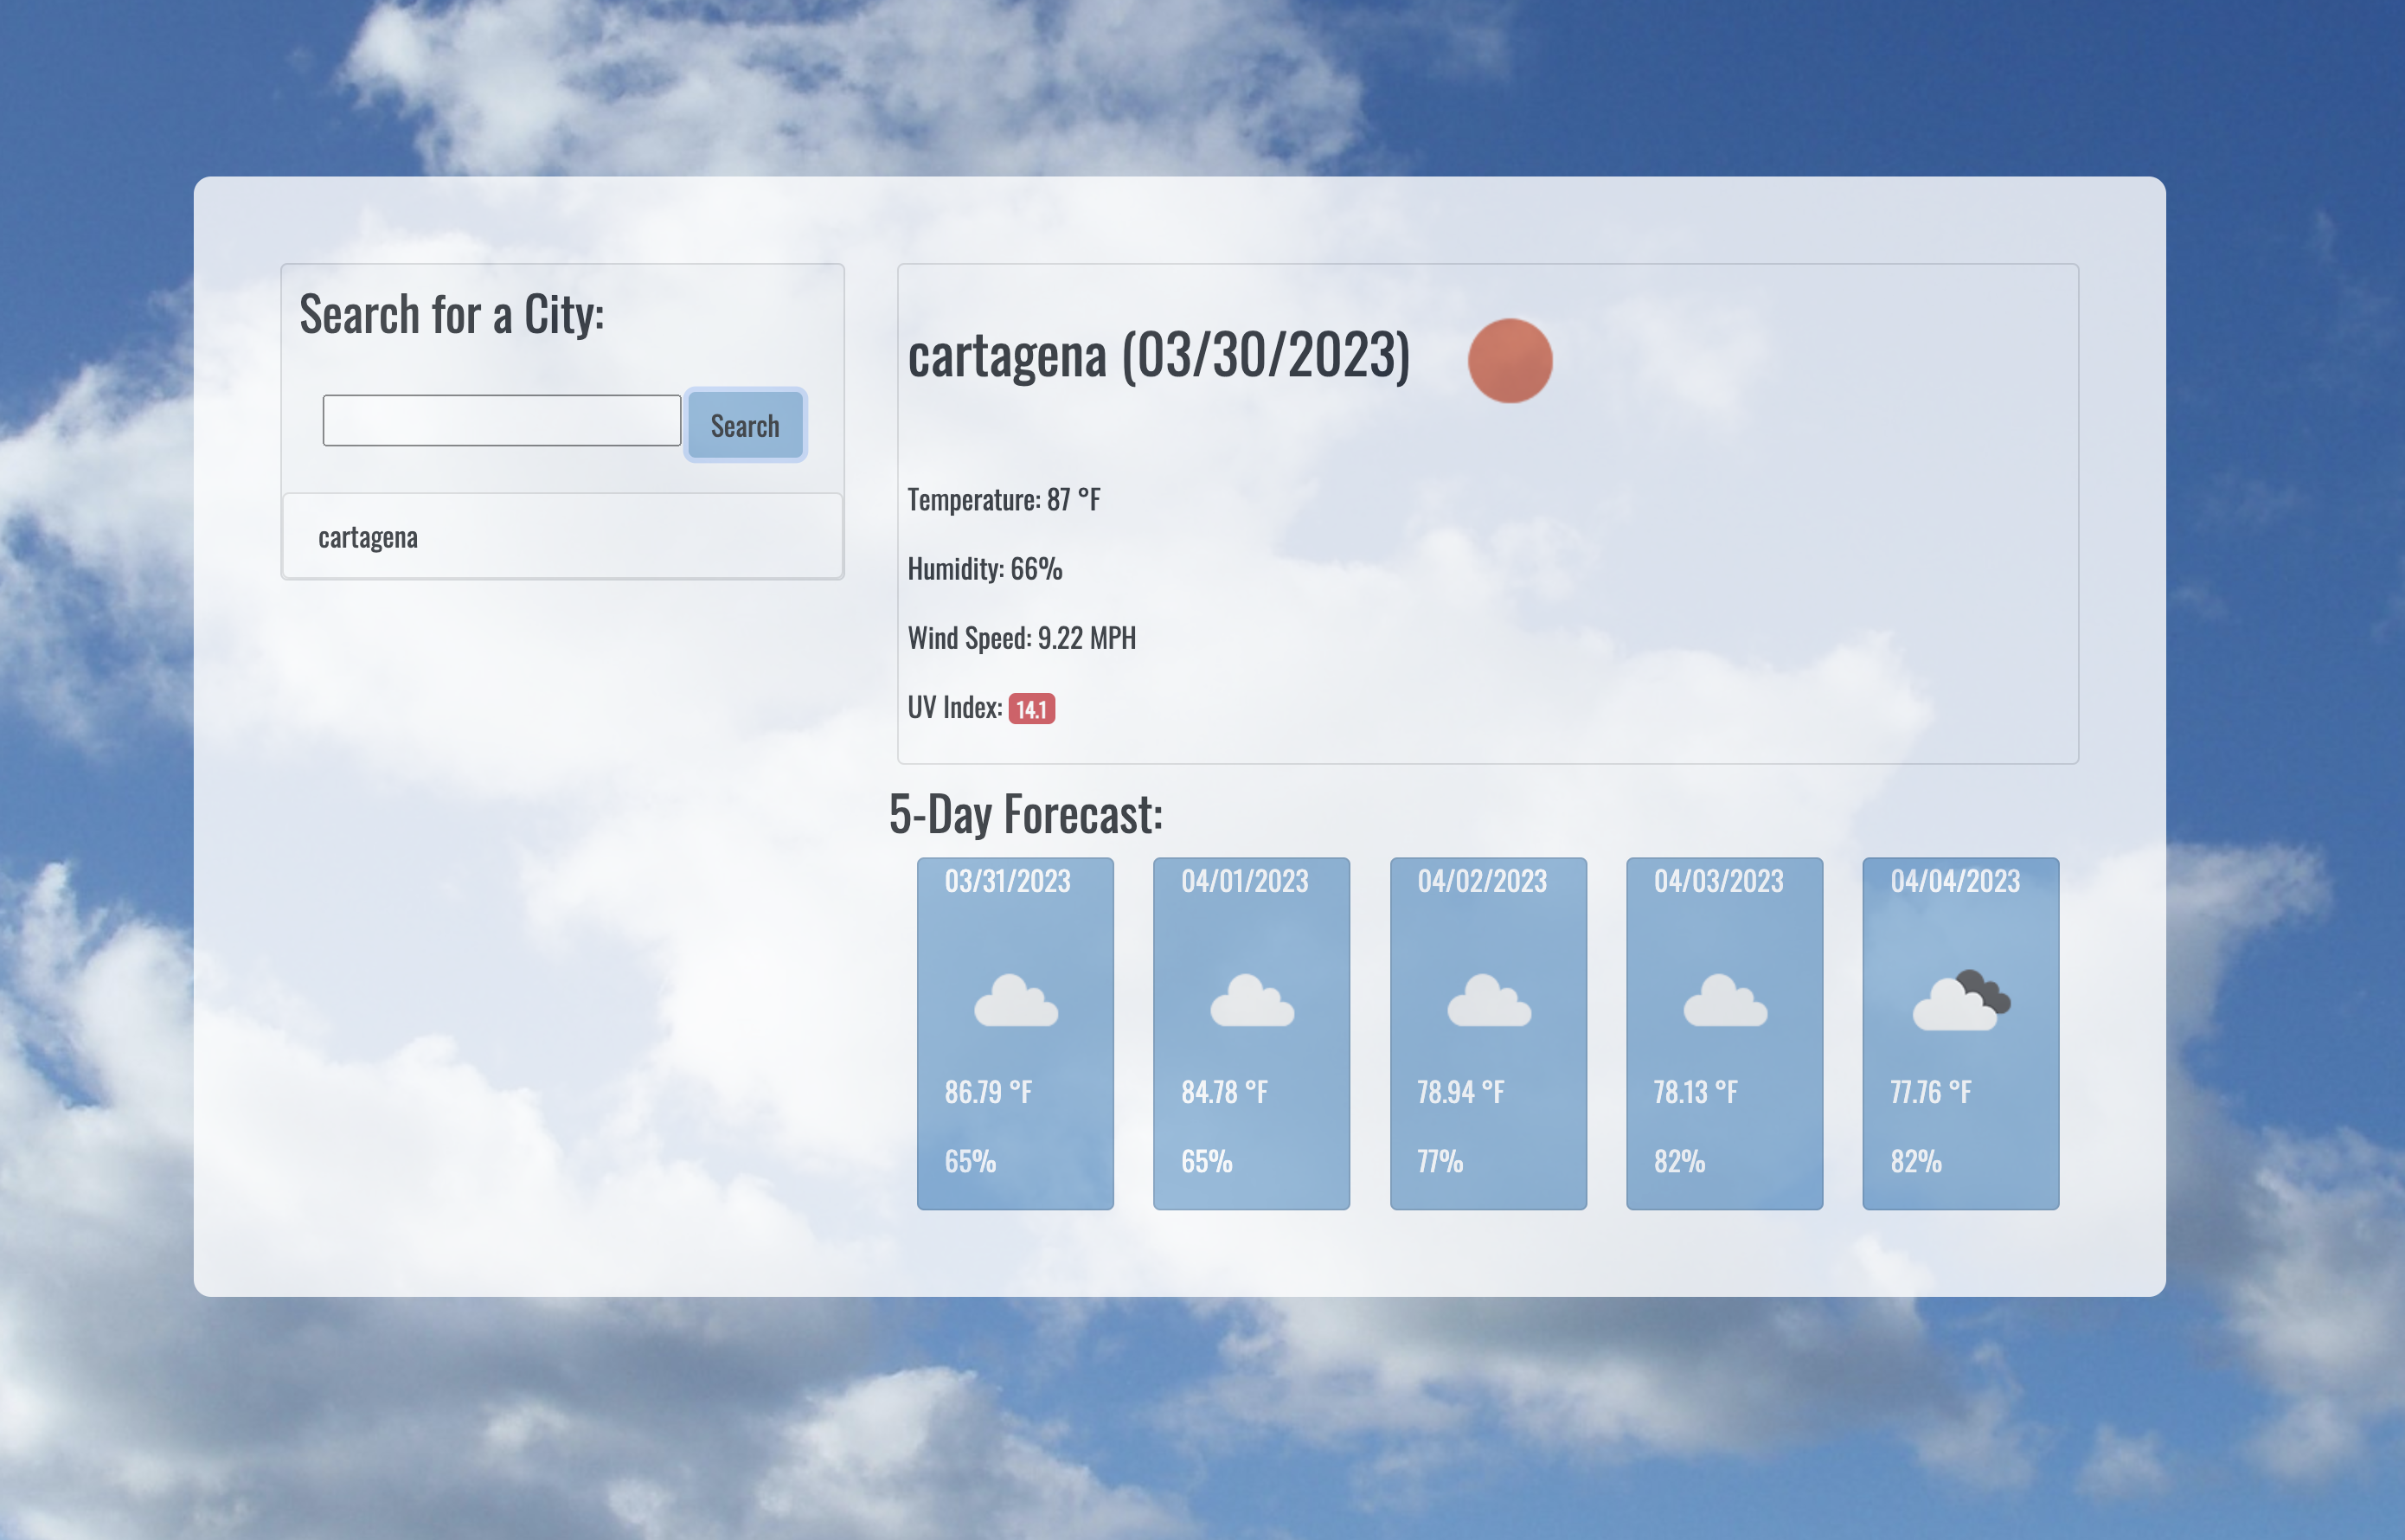 Search for a City:
Search
cartagena
cartagena (03/30/2023)
Temperature: 87 °F
Humidity: 66%
Wind Speed: 9.22 MPH
UV Index: 14.1
5-Day Forecast:
03/31/2023
86.79 °F
65%
04/01/2023
84.78 °F
65%
04/02/2023
78.94 °F
77%
04/03/2023
78.13 °F
82%
04/04/2023
77.76 °F
82%